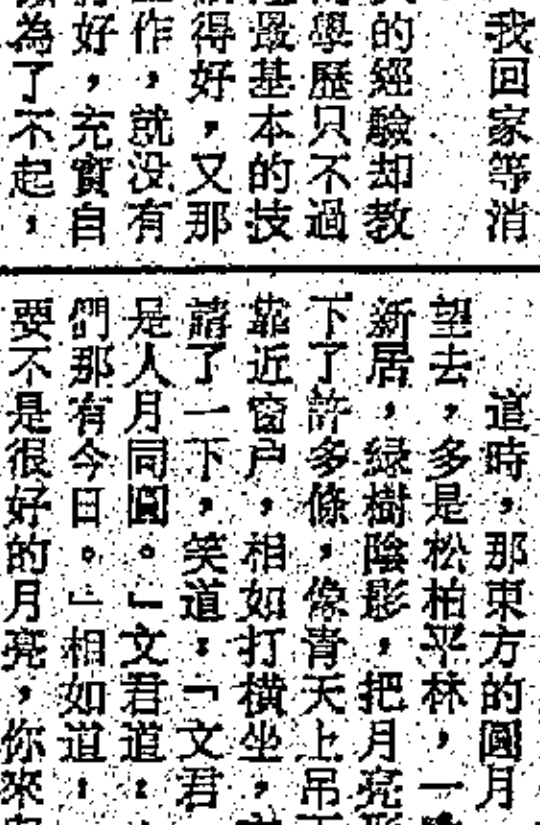 我回家等消
的經驗却教
學歷只不過
最基本的技
得好，又那
作，就没有
好，充實自
為了不起，
這時，那東方的圓月
望去，多是松柏平林，一
新居，綠樹陰影，把月亮
下了許多條，像青天上吊
靠近窗户，相如打橫坐，
了一下，笑道：「文君
是人月同圓。」文君道：
們那有今日。」相如道：
要不是很好的月亮，你來